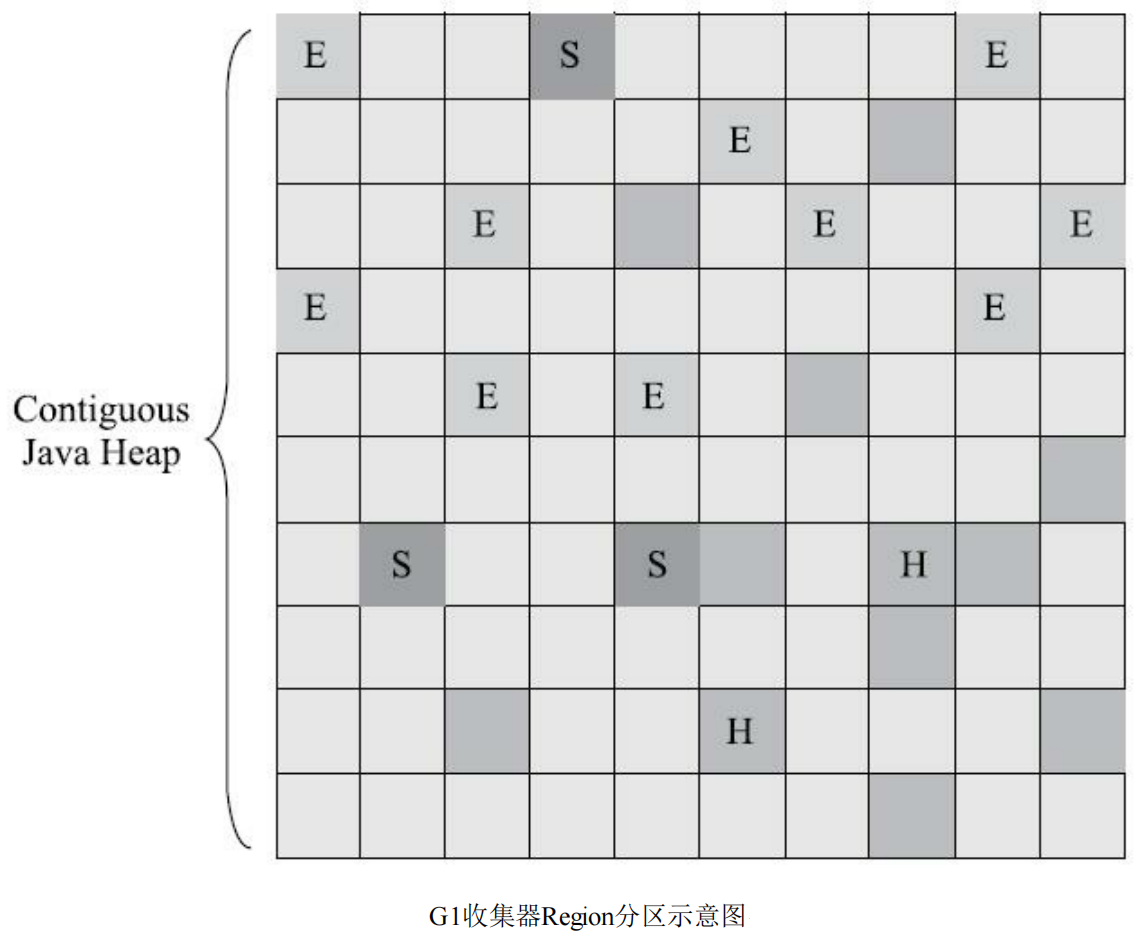 E S E
E
E E E
E E
E E
Contiguous
Java Heap
S S H
H
G1收集器Region分区示意图